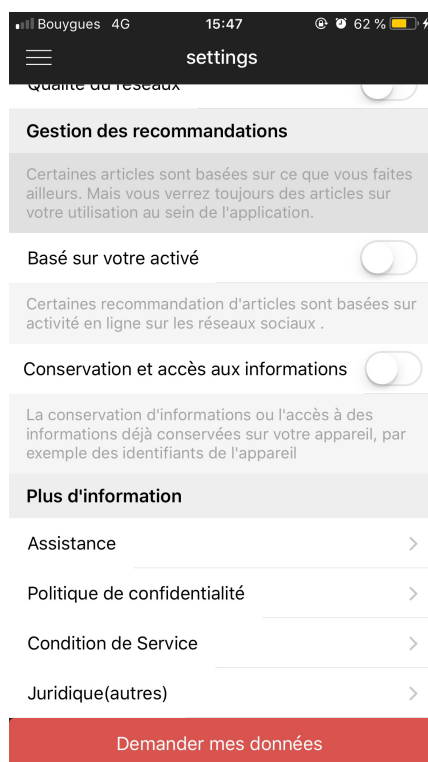 Bouygues 4G 15:47 62 %
settings
Qualité du réseaux
Gestion des recommandations
Certaines articles sont basées sur ce que vous faites
ailleurs. Mais vous verrez toujours des articles sur
votre utilisation au sein de l'application.
Basé sur votre activé
Certaines recommandation d'articles sont basées sur
activité en ligne sur les réseaux sociaux .
Conservation et accès aux informations
La conservation d'informations ou l'accès à des
informations déjà conservées sur votre appareil, par
exemple des identifiants de l'appareil
Plus d'information
Assistance
Politique de confidentialité
Condition de Service
Juridique(autres)
Demander mes données